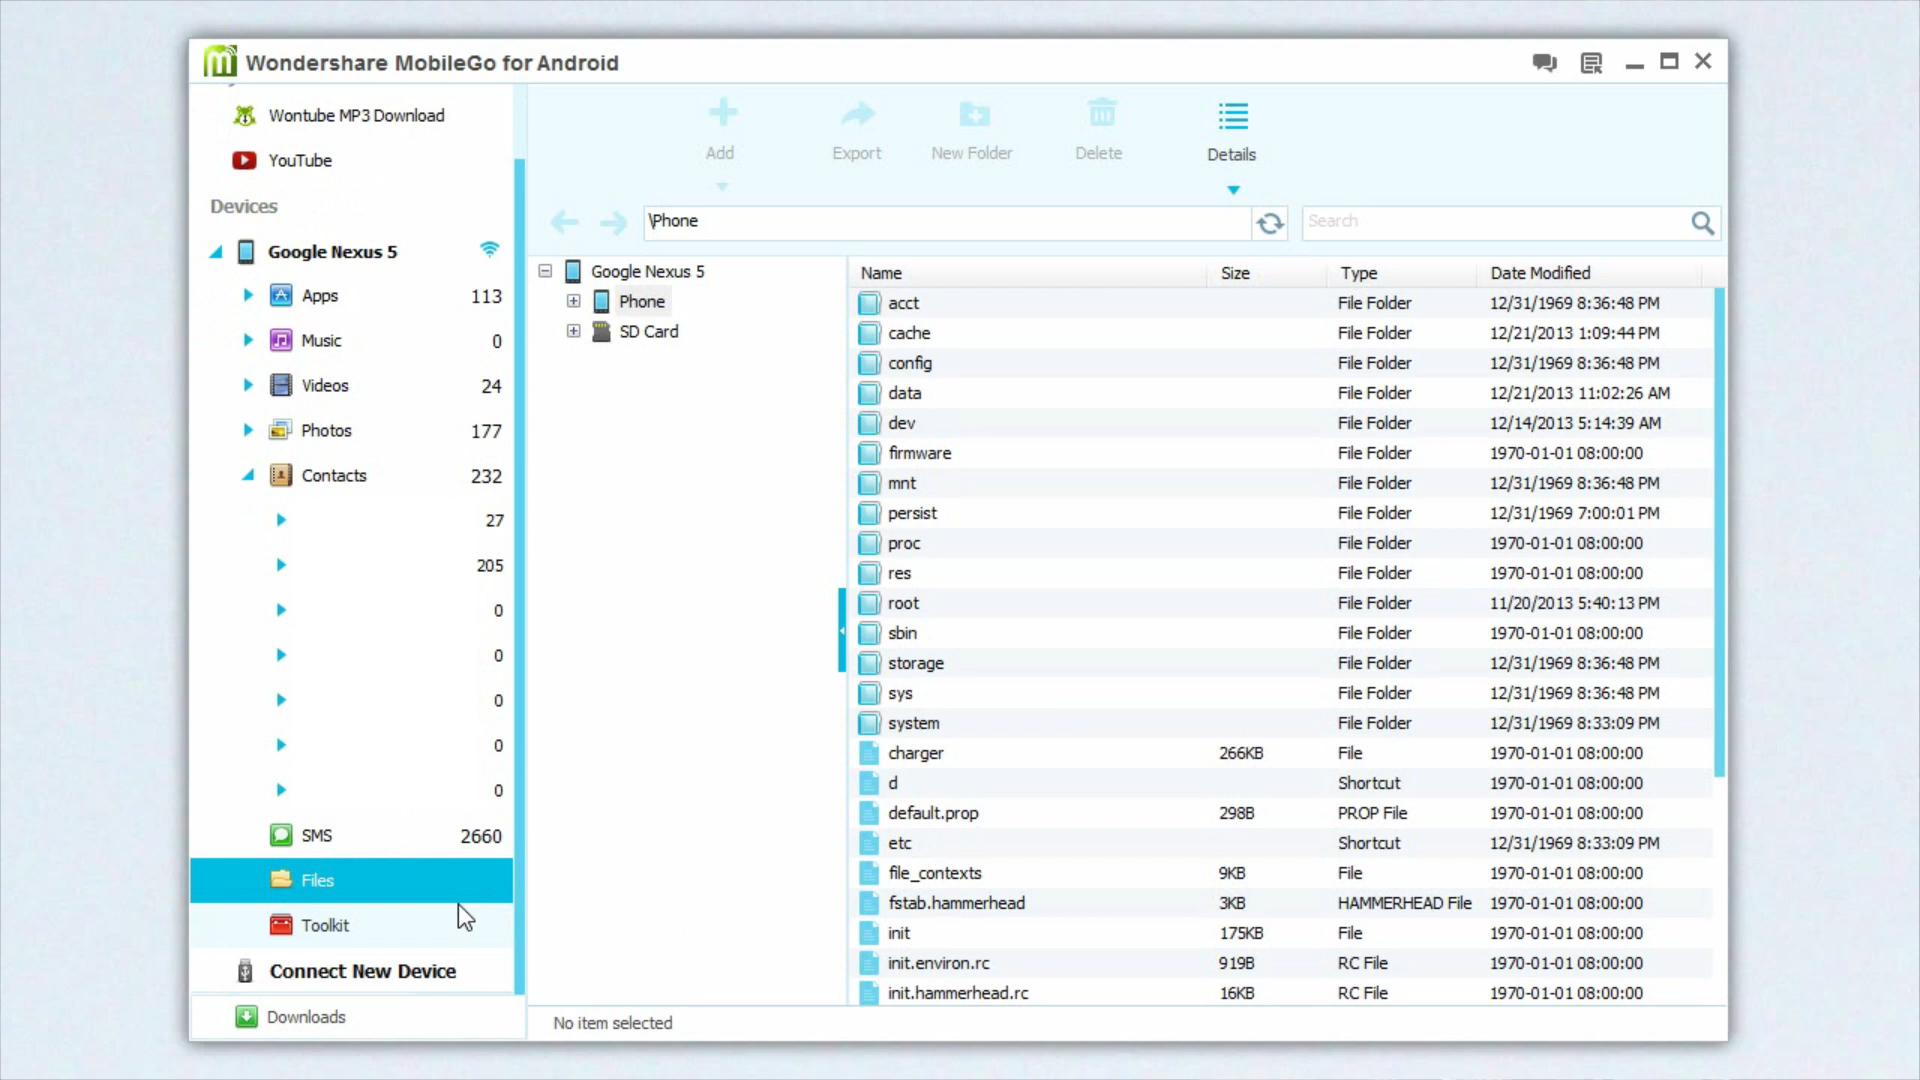 Wondershare MobileGo for Android
Wontube MP3 Download
YouTube
Devices
Google Nexus 5
Apps 113
Music 0
Videos 24
Photos 177
Contacts 232
27
205
0
0
0
0
0
SMS 2660
Files
Toolkit
Connect New Device
Downloads
Add
Export
New Folder
Delete
Details
\Phone
Search
Google Nexus 5
Phone
SD Card
Name Size Type Date Modified
acct File Folder 12/31/1969 8:36:48 PM
cache File Folder 12/21/2013 1:09:44 PM
config File Folder 12/31/1969 8:36:48 PM
data File Folder 12/21/2013 11:02:26 AM
dev File Folder 12/14/2013 5:14:39 AM
firmware File Folder 1970-01-01 08:00:00
mnt File Folder 12/31/1969 8:36:48 PM
persist File Folder 12/31/1969 7:00:01 PM
proc File Folder 1970-01-01 08:00:00
res File Folder 1970-01-01 08:00:00
root File Folder 11/20/2013 5:40:13 PM
sbin File Folder 1970-01-01 08:00:00
storage File Folder 12/31/1969 8:36:48 PM
sys File Folder 12/31/1969 8:36:48 PM
system File Folder 12/31/1969 8:33:09 PM
charger 266KB File 1970-01-01 08:00:00
d Shortcut 1970-01-01 08:00:00
default.prop 298B PROP File 1970-01-01 08:00:00
etc Shortcut 12/31/1969 8:33:09 PM
file_contexts 9KB File 1970-01-01 08:00:00
fstab.hammerhead 3KB HAMMERHEAD File 1970-01-01 08:00:00
init 175KB File 1970-01-01 08:00:00
init.environ.rc 919B RC File 1970-01-01 08:00:00
init.hammerhead.rc 16KB RC File 1970-01-01 08:00:00
No item selected